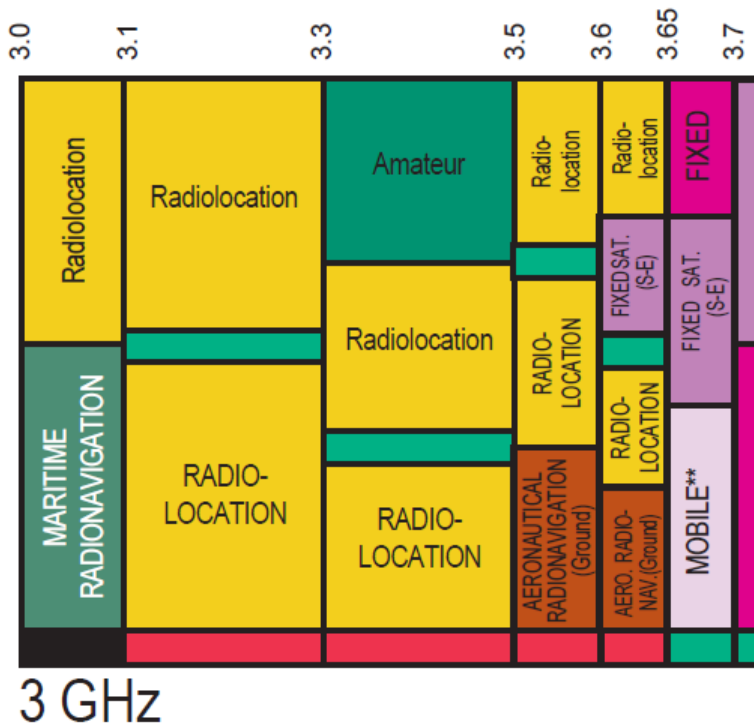 3.0
3.1
3.3
3.5
3.6
3.65
3.7
Radiolocation
MARITIME
RADIONAVIGATION
Radiolocation
RADIO-
LOCATION
Amateur
Radiolocation
RADIO-
LOCATION
Radio-
location
RADIO-
LOCATION
AERONAUTICAL
RADIONAVIGATION
(Ground)
Radio-
location
FIXED SAT.
(S-E)
RADIO-
LOCATION
AERO. RADIO-
NAV.(Ground)
FIXED
FIXED SAT.
(S-E)
MOBILE**
3 GHz